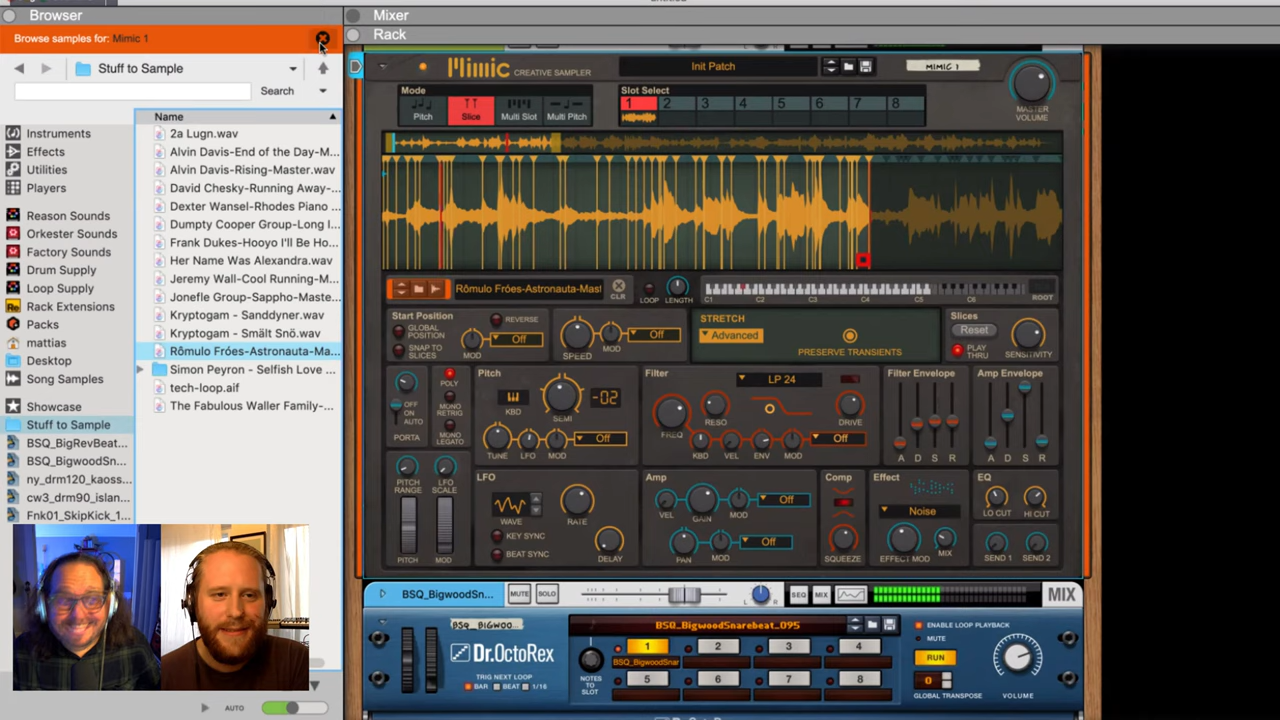 Browser
Browse samples for: Mimic 1
Stuff to Sample
Search
Instruments
Effects
Utilities
Players
Reason Sounds
Orkester Sounds
Factory Sounds
Drum Supply
Loop Supply
Rack Extensions
Packs
mattias
Desktop
Song Samples
Showcase
Stuff to Sample
BSQ_BigRevBeat...
BSQ_BigwoodSn...
ny_drm120_kaoss...
cw3_drm90_islan...
Fnk01_SkipKick_1...
Name
2a Lugn.wav
Alvin Davis-End of the Day-M...
Alvin Davis-Rising-Master.wav
David Chesky-Running Away-...
Dexter Wansel-Rhodes Piano ...
Dumpty Cooper Group-Long I...
Frank Dukes-Hooyo I'll Be Ho...
Her Name Was Alexandra.wav
Jeremy Wall-Cool Running-M...
Jonefle Group-Sappho-Maste...
Kryptogam - Sanddyner.wav
Kryptogam - Smält Snö.wav
Rômulo Fróes-Astronauta-Ma...
Simon Peyron - Selfish Love ...
tech-loop.aif
The Fabulous Waller Family-...
AUTO
Mixer
Rack
Mimic CREATIVE SAMPLER
Init Patch
MIMIC 1
MASTER VOLUME
Mode
Pitch Slice Multi Slot Multi Pitch
Slot Select
1 2 3 4 5 6 7 8
Rômulo Fróes-Astronauta-Mast
CLR
LOOP LENGTH
C1 C2 C3 C4 C5 C6
ROOT
Start Position
GLOBAL POSITION
SNAP TO SLICES
REVERSE
MOD
Off
SPEED
MOD
Off
STRETCH
Advanced
PRESERVE TRANSIENTS
Slices
Reset
PLAY THRU
SENSITIVITY
OFF
ON
AUTO
PORTA
POLY
MONO RETRIG
MONO LEGATO
Pitch
KBD
SEMI
-02
TUNE LFO MOD
Off
Filter
LP 24
FREQ
RESO
DRIVE
KBD VEL ENV MOD
Off
Filter Envelope
A D S R
Amp Envelope
A D S R
PITCH RANGE
LFO SCALE
PITCH MOD
LFO
WAVE
RATE
KEY SYNC
BEAT SYNC
DELAY
Amp
VEL GAIN MOD
Off
PAN MOD
Off
Comp
SQUEEZE
Effect
Noise
EFFECT MOD MIX
EQ
LO CUT HI CUT
SEND 1 SEND 2
BSQ_BigwoodSn...
MUTE SOLO
L R
SEQ MIX
MIX
BSQ_BIGWOO...
Dr.OctoRex
TRIG NEXT LOOP
BAR BEAT 1/16
NOTES TO SLOT
BSQ_BigwoodSnarebeat_095
1 2 3 4
BSQ_BigwoodSnar
5 6 7 8
ENABLE LOOP PLAYBACK
MUTE
RUN
0
GLOBAL TRANSPOSE
VOLUME